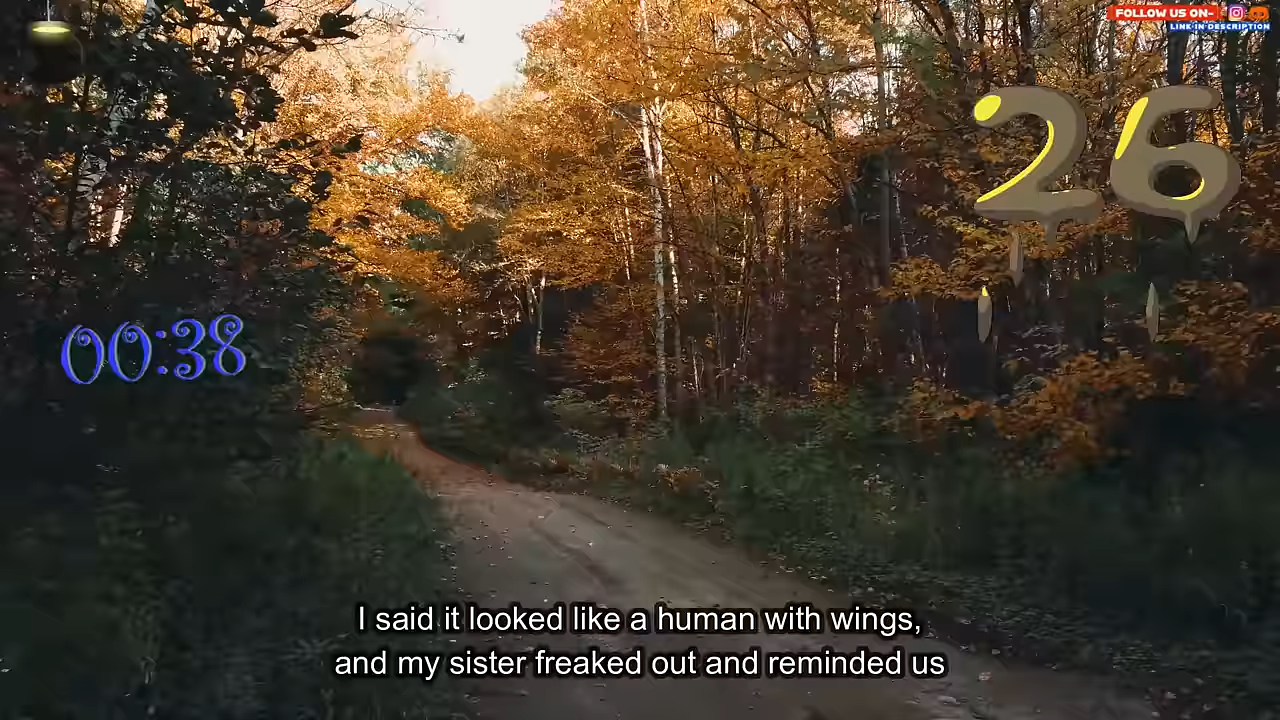 FOLLOW US ON-
LINK IN DESCRIPTION
26
00:38
I said it looked like a human with wings,
and my sister freaked out and reminded us